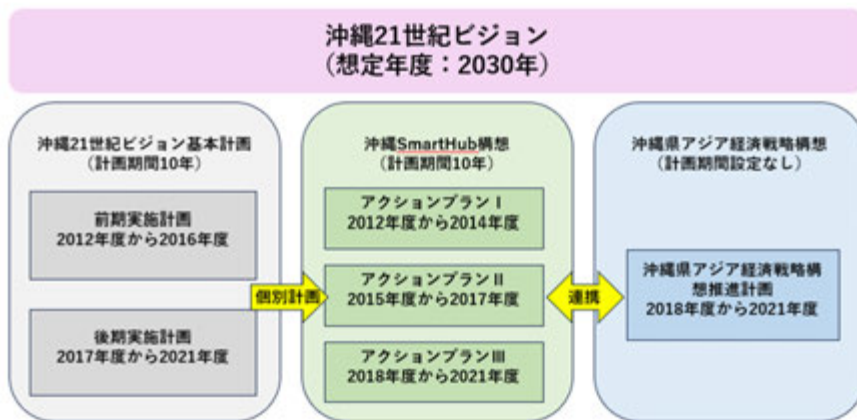 沖縄21世紀ビジョン
（想定年度：2030年）
沖縄21世紀ビジョン基本計画
（計画期間10年）
前期実施計画
2012年度から2016年度
後期実施計画
2017年度から2021年度
個別計画
沖縄SmartHub構想
（計画期間10年）
アクションプランⅠ
2012年度から2014年度
アクションプランⅡ
2015年度から2017年度
アクションプランⅢ
2018年度から2021年度
連携
沖縄県アジア経済戦略構想
（計画期間設定なし）
沖縄県アジア経済戦略構
想推進計画
2018年度から2021年度